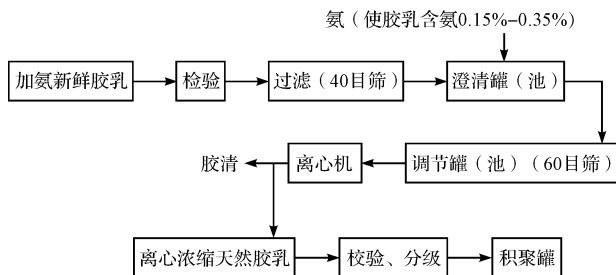 氨（使胶乳含氨0.15%-0.35%)
加氨新鲜胶乳
检验
过滤（40目筛）
澄清罐（池）
胶清
离心机
调节罐（池）(60目筛）
离心浓缩天然胶乳
校验、分级
积聚罐